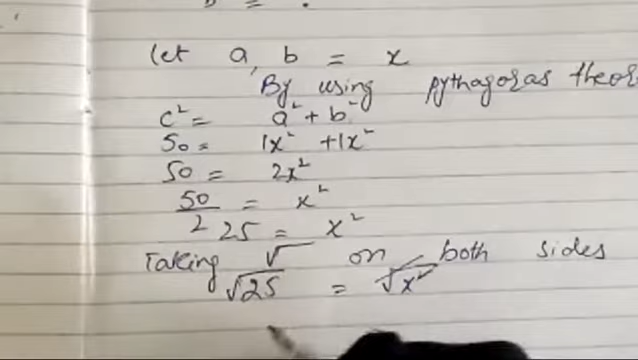 let a, b = x
By using pythagoras theor
c² = a² + b²
50 = 1x² + 1x²
50 = 2x²
50/2 = x²
25 = x²
Taking √ on both sides
√25 = √x²